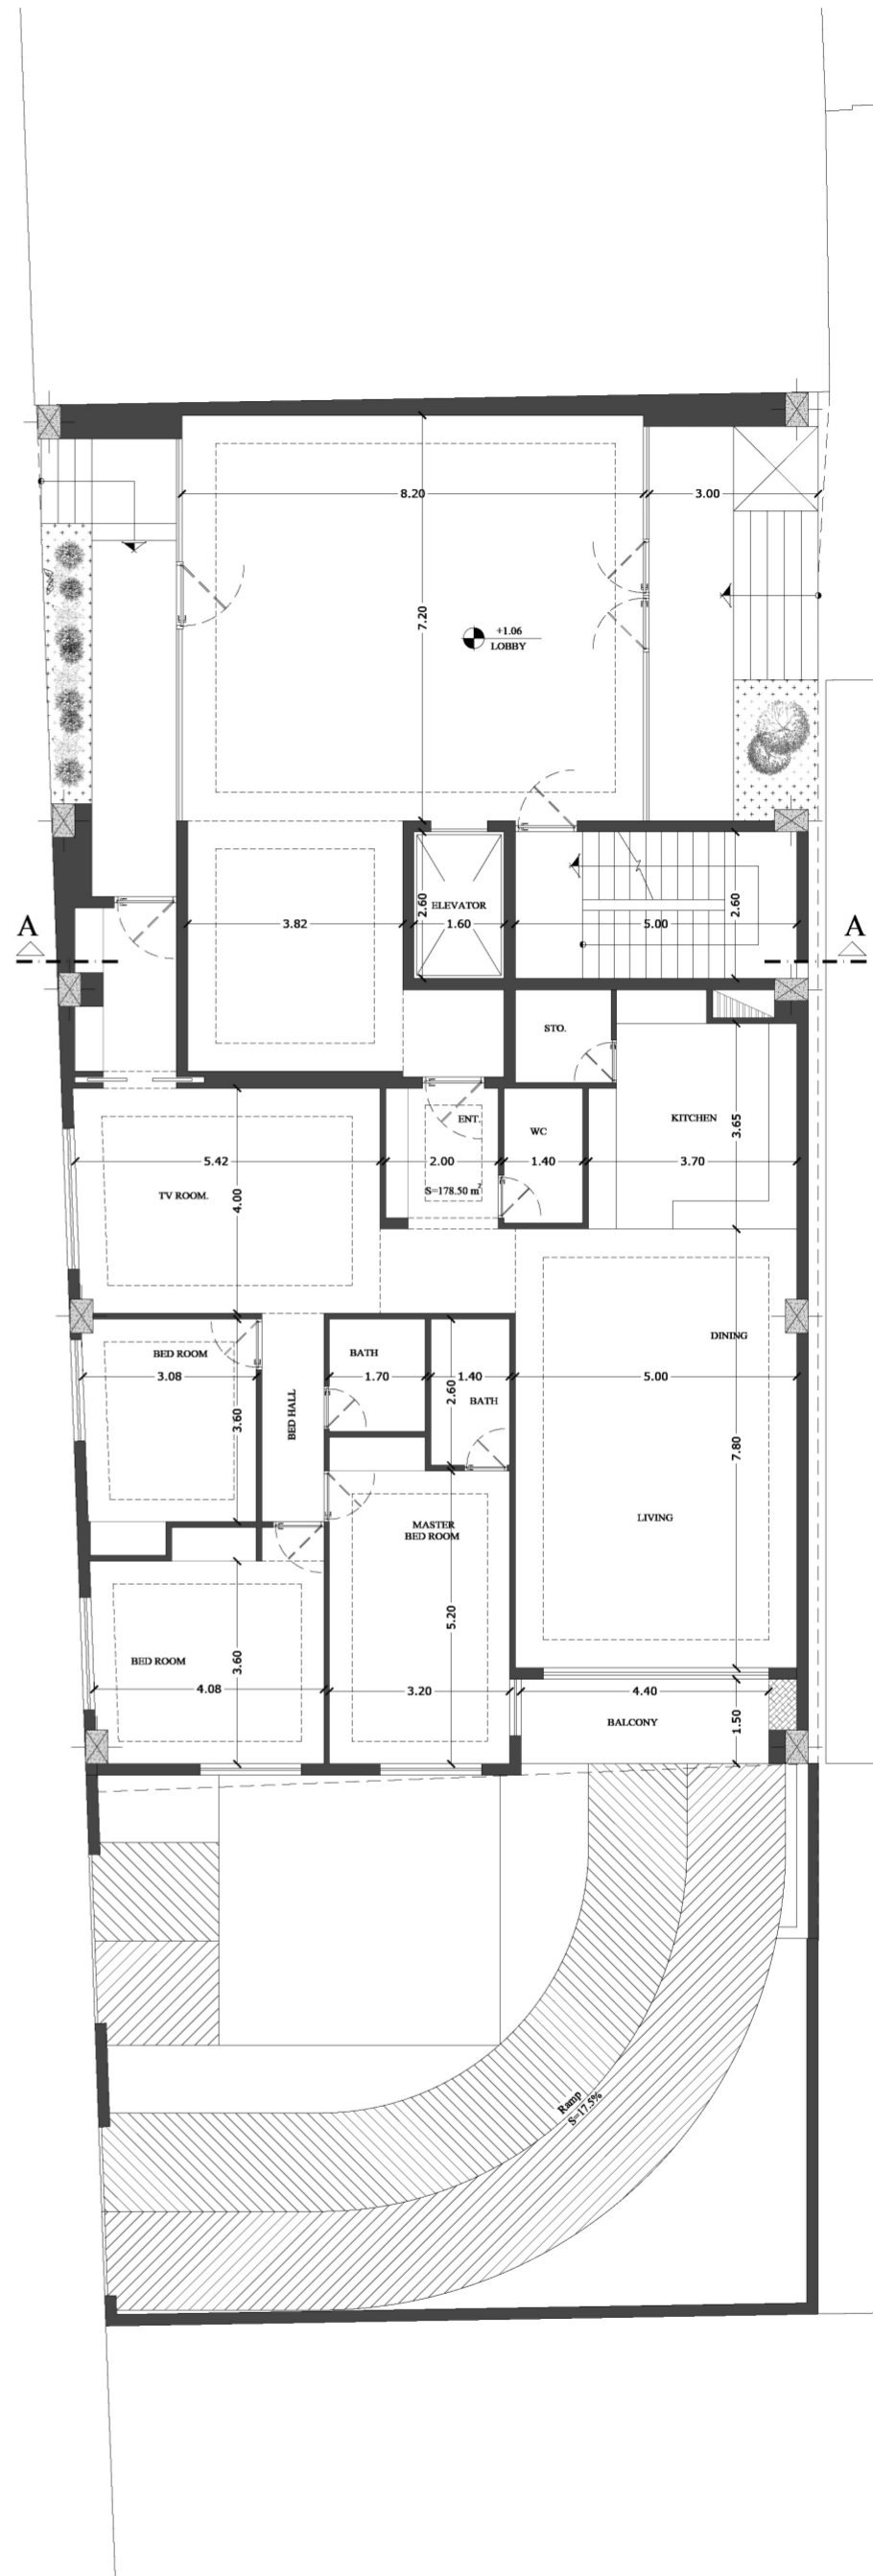 8.20
3.00
7.20
+1.06
LOBBY
A
A
ELEVATOR
2.60
1.60
3.82
5.00
2.60
STO.
KITCHEN
3.65
ENT.
WC
5.42
2.00
1.40
3.70
S=178.50 m²
TV ROOM.
4.00
DINING
BED ROOM
3.08
3.60
BED HALL
BATH
1.70
1.40
2.60
BATH
5.00
7.80
LIVING
MASTER
BED ROOM
5.20
BED ROOM
3.60
4.08
3.20
4.40
BALCONY
1.50
Ramp
S=17.5%